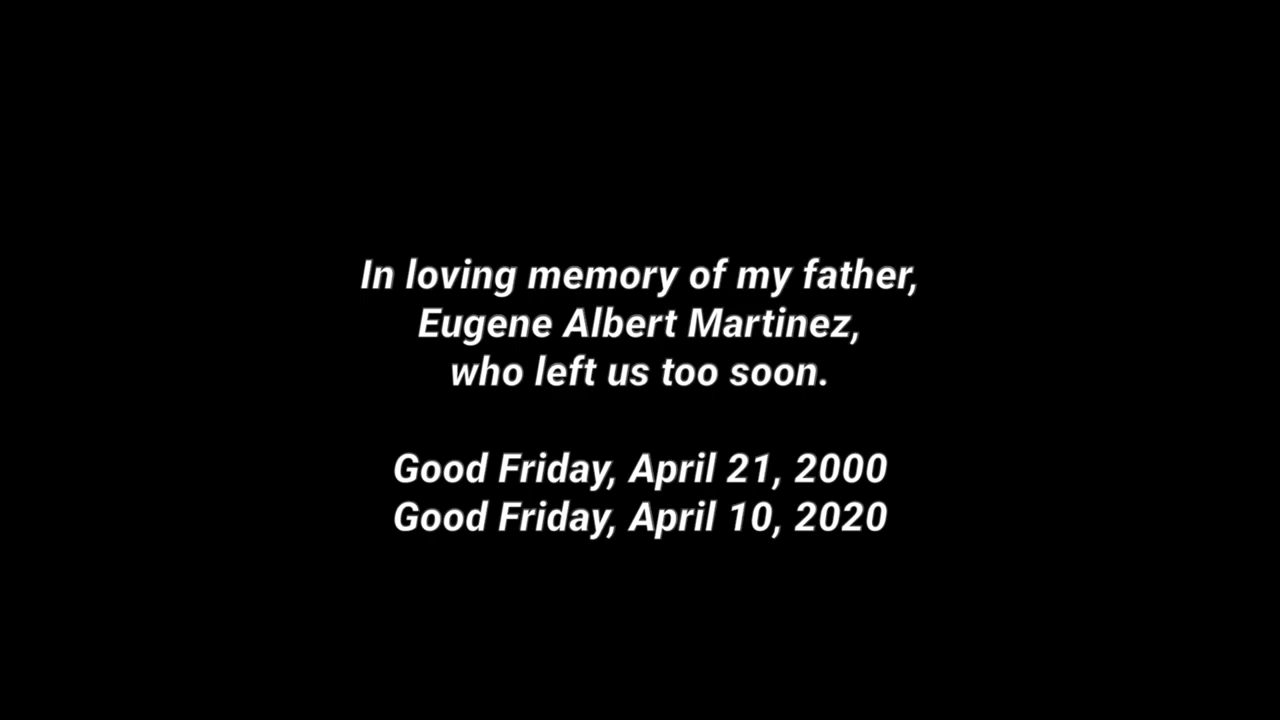 In loving memory of my father,
Eugene Albert Martinez,
who left us too soon.
Good Friday, April 21, 2000
Good Friday, April 10, 2020